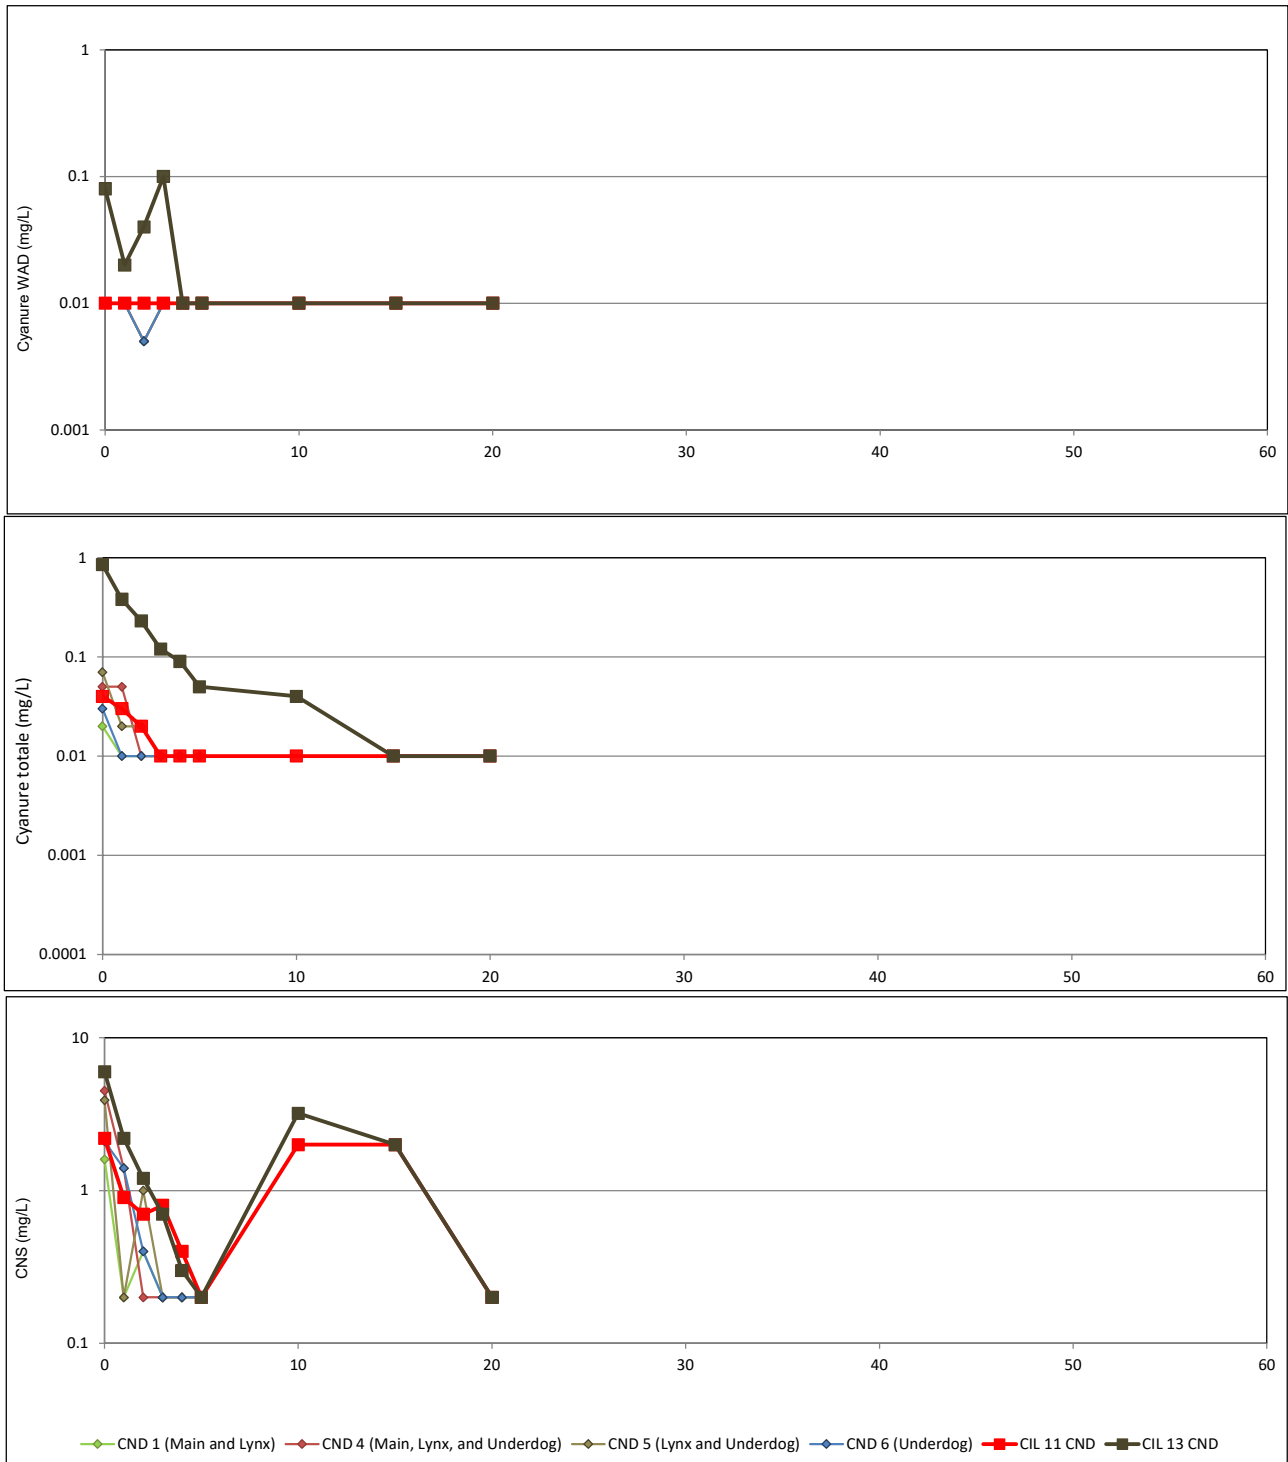 1
0.1
0.01
0.001
Cyanure WAD (mg/L)
0 10 20 30 40 50 60
1
0.1
0.01
0.001
0.0001
Cyanure totale (mg/L)
0 10 20 30 40 50 60
10
1
0.1
CNS (mg/L)
0 10 20 30 40 50 60
CND 1 (Main and Lynx) CND 4 (Main, Lynx, and Underdog) CND 5 (Lynx and Underdog) CND 6 (Underdog) CIL 11 CND CIL 13 CND